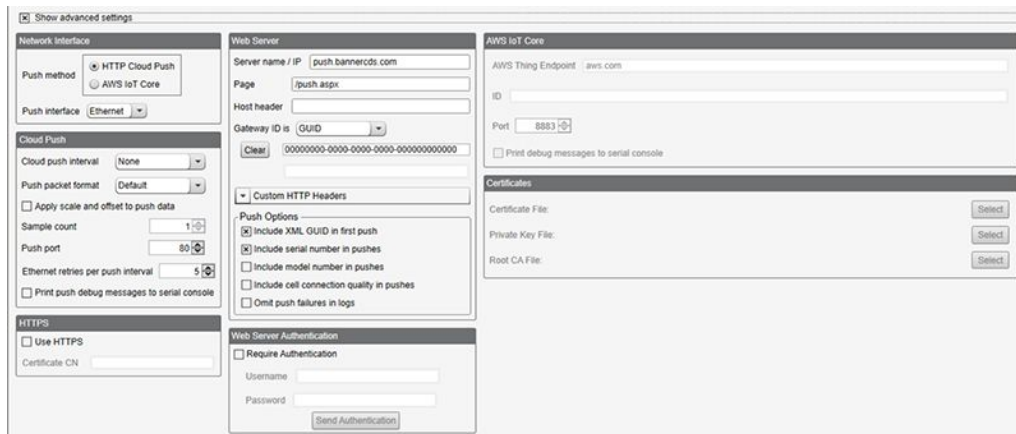 Show advanced settings
Network Interface
Push method
HTTP Cloud Push
AWS IoT Core
Push interface Ethernet
Cloud Push
Cloud push interval None
Push packet format Default
Apply scale and offset to push data
Sample count 1
Push port 80
Ethernet retries per push interval 5
Print push debug messages to serial console
HTTPS
Use HTTPS
Certificate CN
Web Server
Server name / IP push.bannercds.com
Page /push.aspx
Host header
Gateway ID is GUID
Clear 00000000-0000-0000-0000-000000000000
Custom HTTP Headers
Push Options
Include XML GUID in first push
Include serial number in pushes
Include model number in pushes
Include cell connection quality in pushes
Omit push failures in logs
Web Server Authentication
Require Authentication
Username
Password
Send Authentication
AWS IoT Core
AWS Thing Endpoint aws.com
ID
Port 8883
Print debug messages to serial console
Certificates
Certificate File: Select
Private Key File: Select
Root CA File: Select